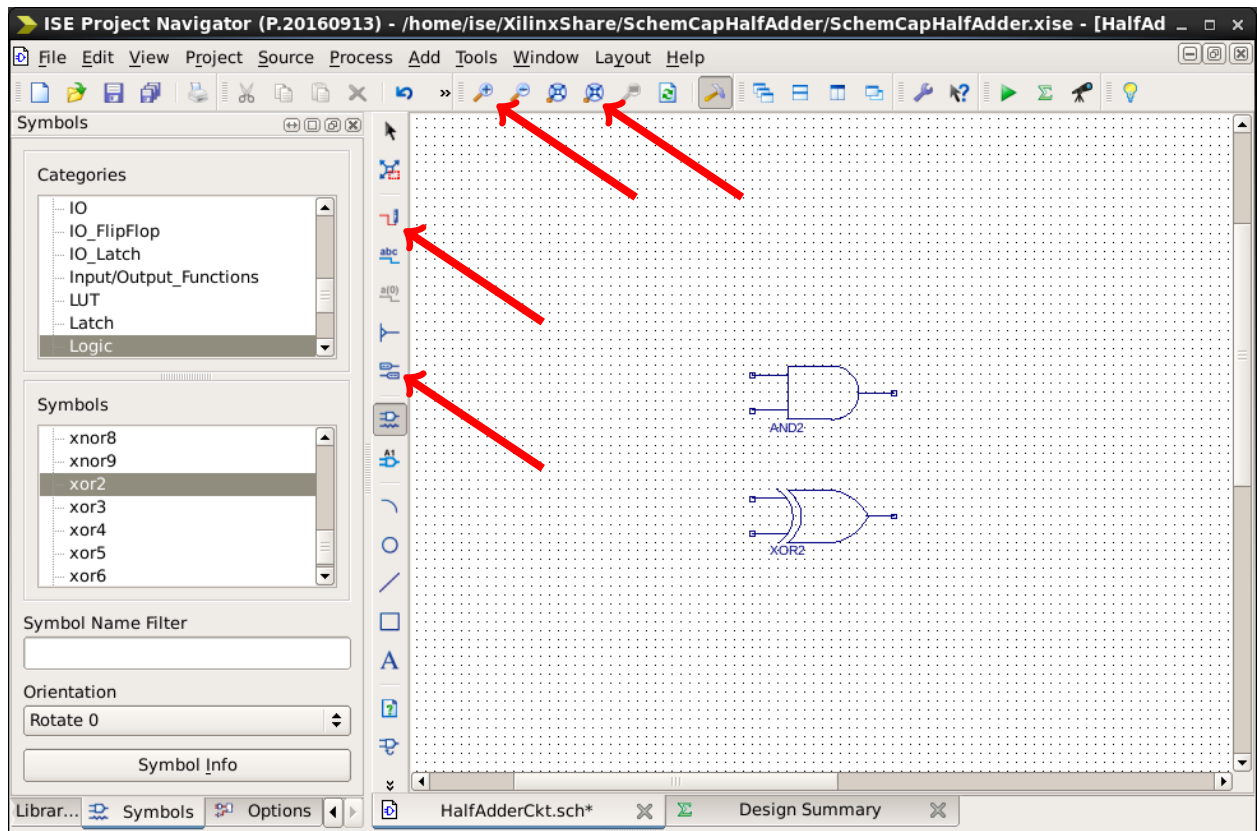 ISE Project Navigator (P.20160913) - /home/ise/XilinxShare/SchemCapHalfAdder/SchemCapHalfAdder.xise - [HalfAd
File Edit View Project Source Process Add Tools Window Layout Help
»
Symbols
Categories
IO
IO_FlipFlop
IO_Latch
Input/Output_Functions
LUT
Latch
Logic
Symbols
xnor8
xnor9
xor2
xor3
xor4
xor5
xor6
Symbol Name Filter
Orientation
Rotate 0
Symbol Info
Librar... Symbols Options
abc
a(0)
A1
A
?
AND2
XOR2
HalfAdderCkt.sch*
Σ Design Summary